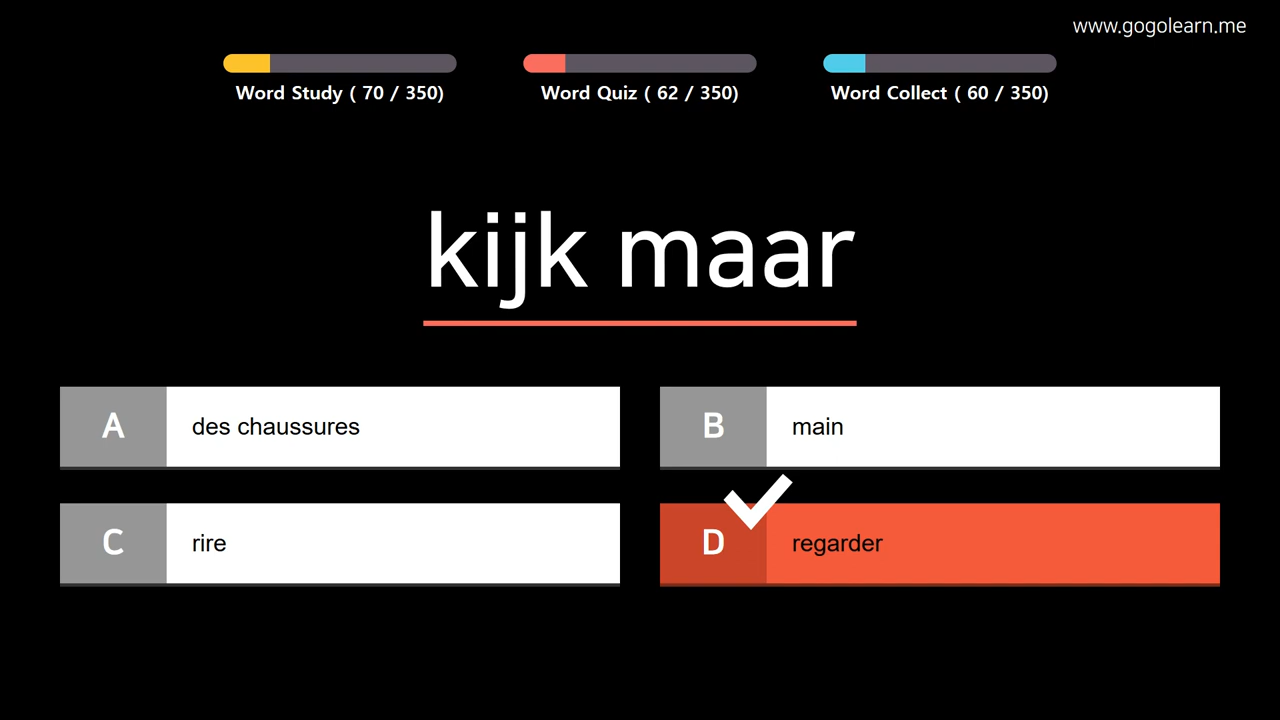 www.gogolearn.me
Word Study ( 70 / 350)
Word Quiz ( 62 / 350)
Word Collect ( 60 / 350)
kijk maar
A
des chaussures
B
main
C
rire
D
regarder